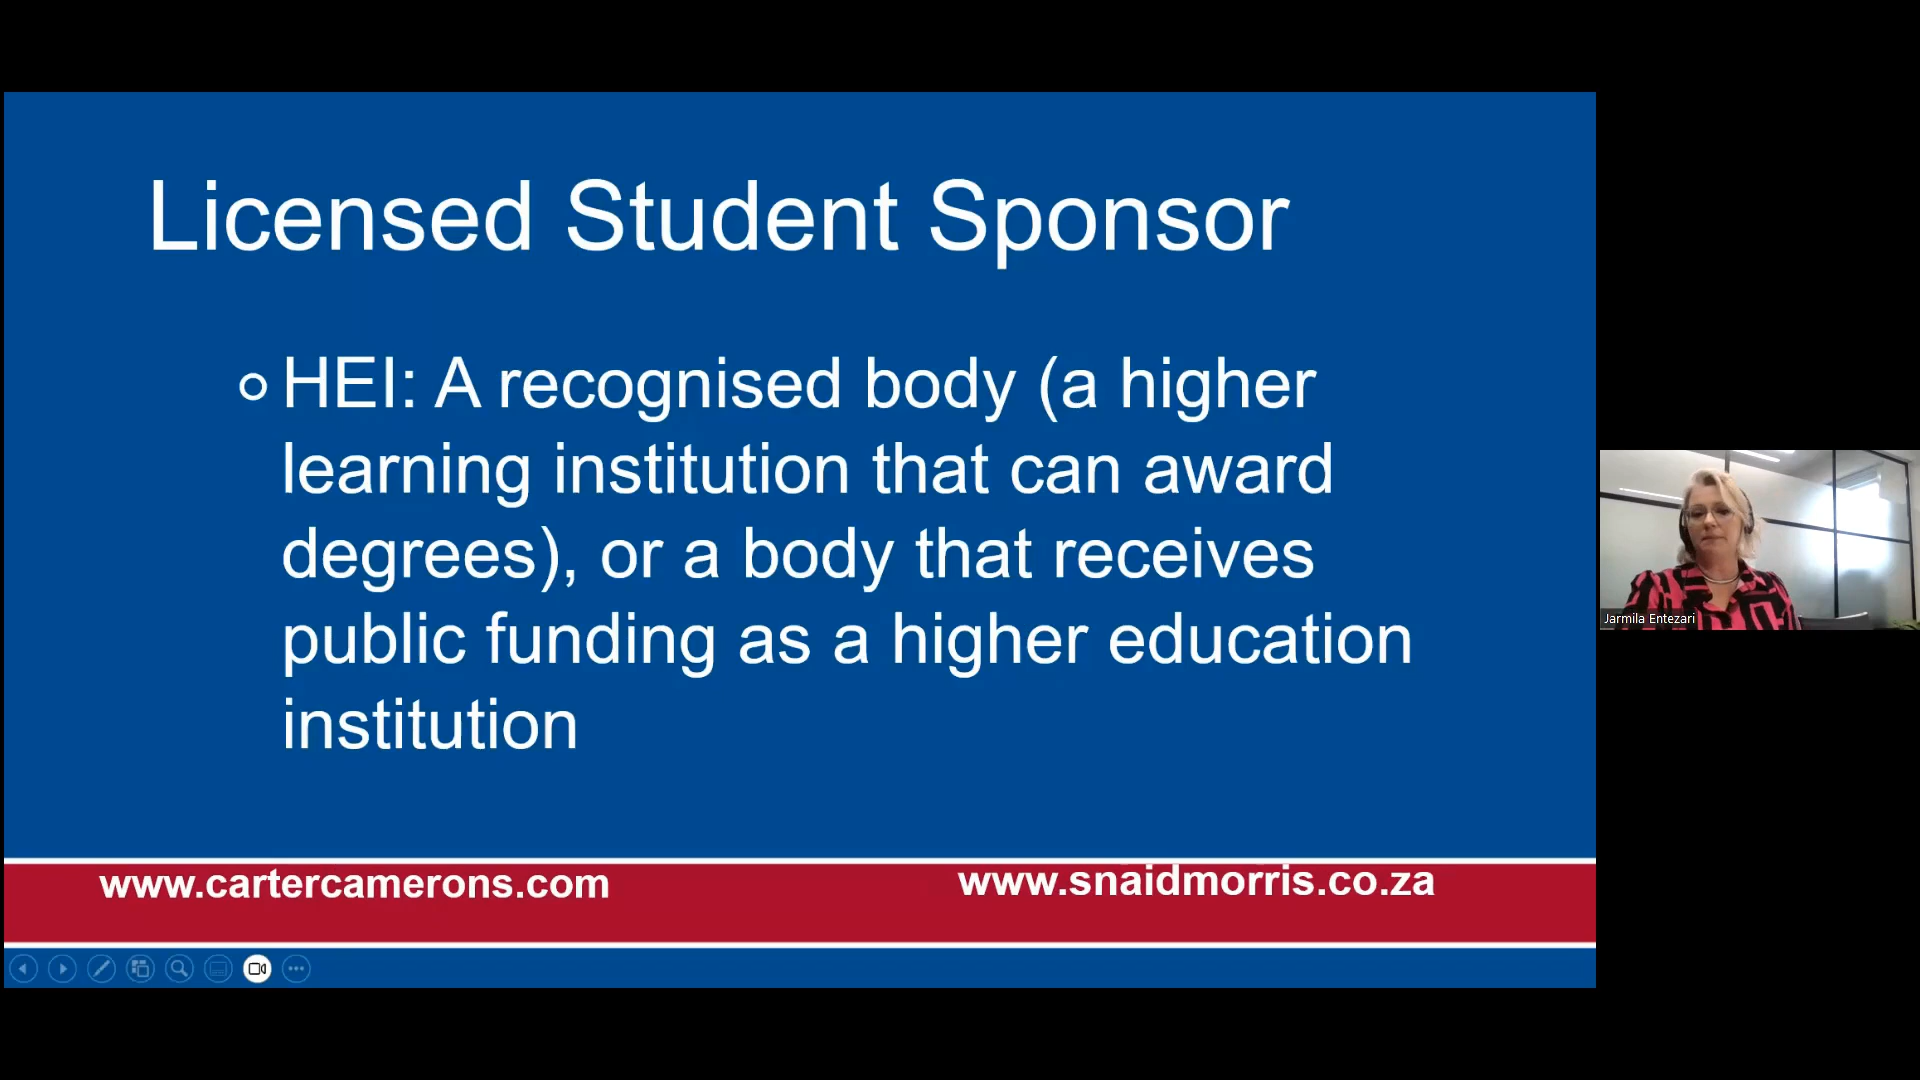 Licensed Student Sponsor
HEI: A recognised body (a higher
learning institution that can award
degrees), or a body that receives
public funding as a higher education
institution
www.cartercamerons.com
www.snaidmorris.co.za
Jarmila Entezari